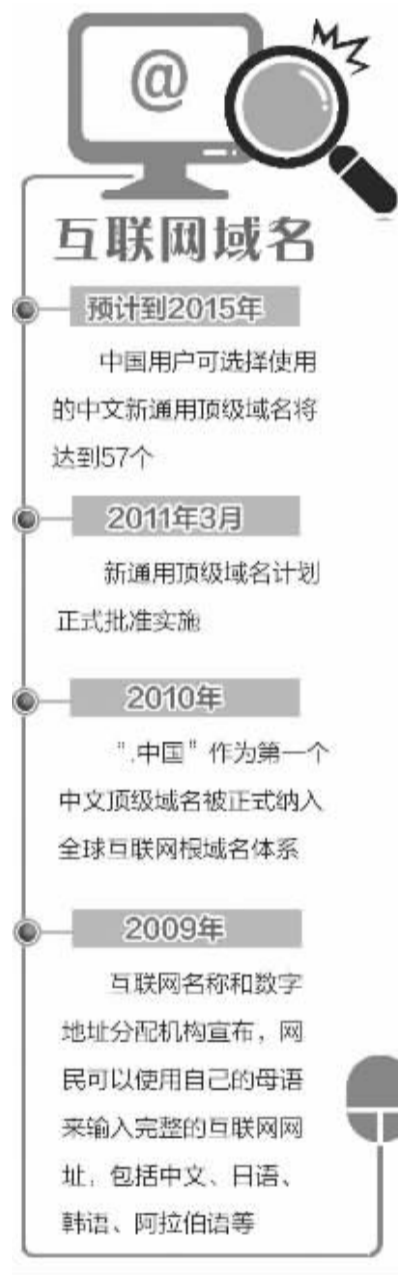 @
互联网域名
预计到2015年
中国用户可选择使用
的中文新通用顶级域名将
达到57个
2011年3月
新通用顶级域名计划
正式批准实施
2010年
“.中国”作为第一个
中文顶级域名被正式纳入
全球互联网根域名体系
2009年
互联网名称和数字
地址分配机构宣布，网
民可以使用自己的母语
来输入完整的互联网网
址，包括中文、日语、
韩语、阿拉伯语等